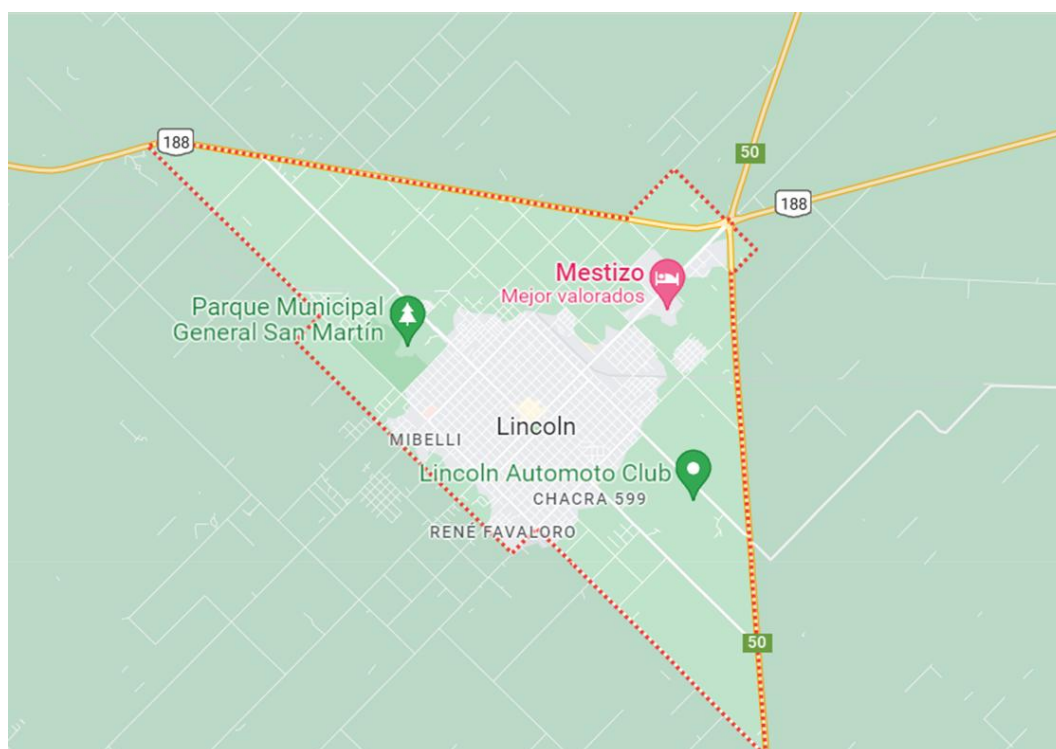 188
50
188
Mestizo
Mejor valorados
Parque Municipal
General San Martín
Lincoln
MIBELLI
Lincoln Automoto Club
CHACRA 599
RENÉ FAVALORO
50